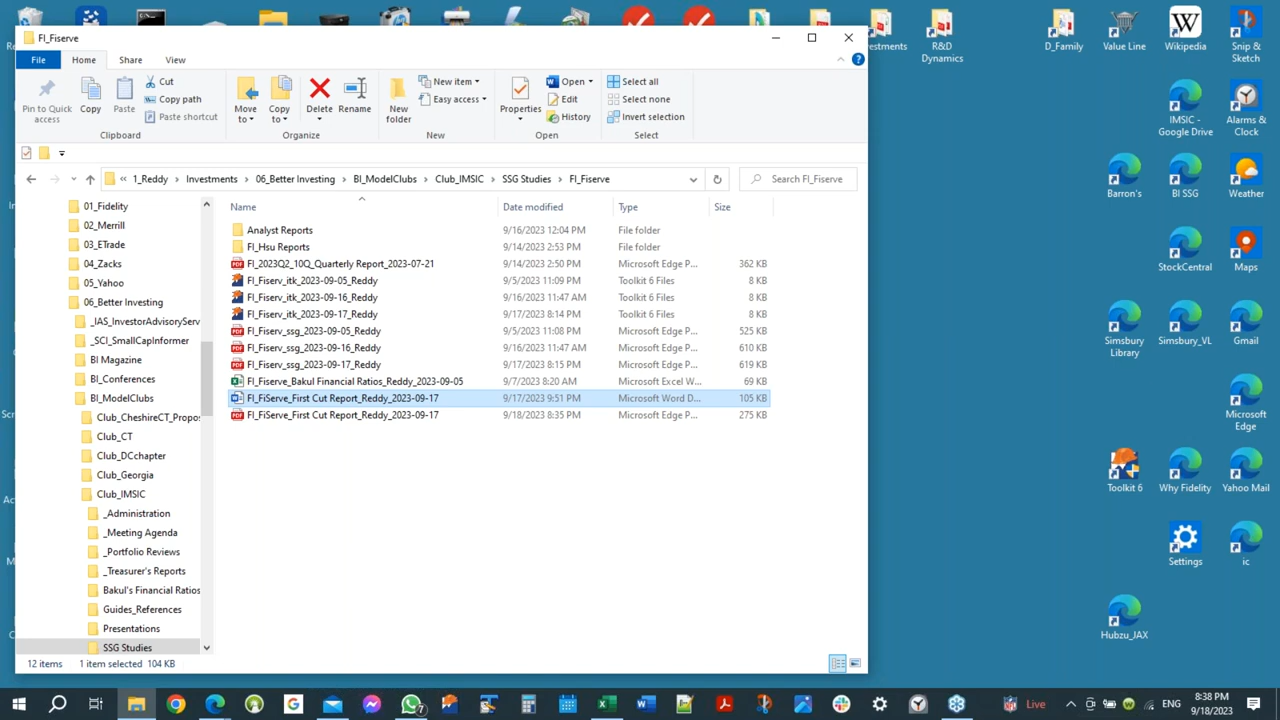 FI_Fiserve
File Home Share View
Pin to Quick access
Copy
Paste
Cut
Copy path
Paste shortcut
Move to
Copy to
Delete
Rename
New folder
New item
Easy access
Properties
Open
Edit
History
Select all
Select none
Invert selection
Clipboard Organize New Open Select
« 1_Reddy > Investments > 06_Better Investing > BI_ModelClubs > Club_IMSIC > SSG Studies > FI_Fiserve
Search FI_Fiserve
Name Date modified Type Size
Analyst Reports 9/16/2023 12:04 PM File folder
FI_Hsu Reports 9/14/2023 2:53 PM File folder
FI_2023Q2_10Q_Quarterly Report_2023-07-21 9/14/2023 2:50 PM Microsoft Edge P... 362 KB
FI_Fiserv_itk_2023-09-05_Reddy 9/5/2023 11:09 PM Toolkit 6 Files 8 KB
FI_Fiserv_itk_2023-09-16_Reddy 9/16/2023 11:47 AM Toolkit 6 Files 8 KB
FI_Fiserv_itk_2023-09-17_Reddy 9/17/2023 8:14 PM Toolkit 6 Files 8 KB
FI_Fiserv_ssg_2023-09-05_Reddy 9/5/2023 11:08 PM Microsoft Edge P... 525 KB
FI_Fiserv_ssg_2023-09-16_Reddy 9/16/2023 11:47 AM Microsoft Edge P... 610 KB
FI_Fiserv_ssg_2023-09-17_Reddy 9/17/2023 8:15 PM Microsoft Edge P... 619 KB
FI_Fiserve_Bakul Financial Ratios_Reddy_2023-09-05 9/7/2023 8:20 AM Microsoft Excel W... 69 KB
FI_FiServe_First Cut Report_Reddy_2023-09-17 9/17/2023 9:51 PM Microsoft Word D... 105 KB
FI_FiServe_First Cut Report_Reddy_2023-09-17 9/18/2023 8:35 PM Microsoft Edge P... 275 KB
01_Fidelity
02_Merrill
03_ETrade
04_Zacks
05_Yahoo
06_Better Investing
_IAS_InvestorAdvisoryServ
_SCI_SmallCapInformer
BI Magazine
BI_Conferences
BI_ModelClubs
Club_CheshireCT_Propos
Club_CT
Club_DCchapter
Club_Georgia
Club_IMSIC
_Administration
_Meeting Agenda
_Portfolio Reviews
_Treasurer's Reports
Bakul's Financial Ratios
Guides_References
Presentations
SSG Studies
12 items 1 item selected 104 KB
estments
R&D Dynamics
D_Family
Value Line
Wikipedia
Snip & Sketch
IMSIC - Google Drive
Alarms & Clock
Barron's
BI SSG
Weather
StockCentral
Maps
Simsbury Library
Simsbury_VL
Gmail
Microsoft Edge
Toolkit 6
Why Fidelity
Yahoo Mail
Settings
ic
Hubzu_JAX
Live
8:38 PM
9/18/2023